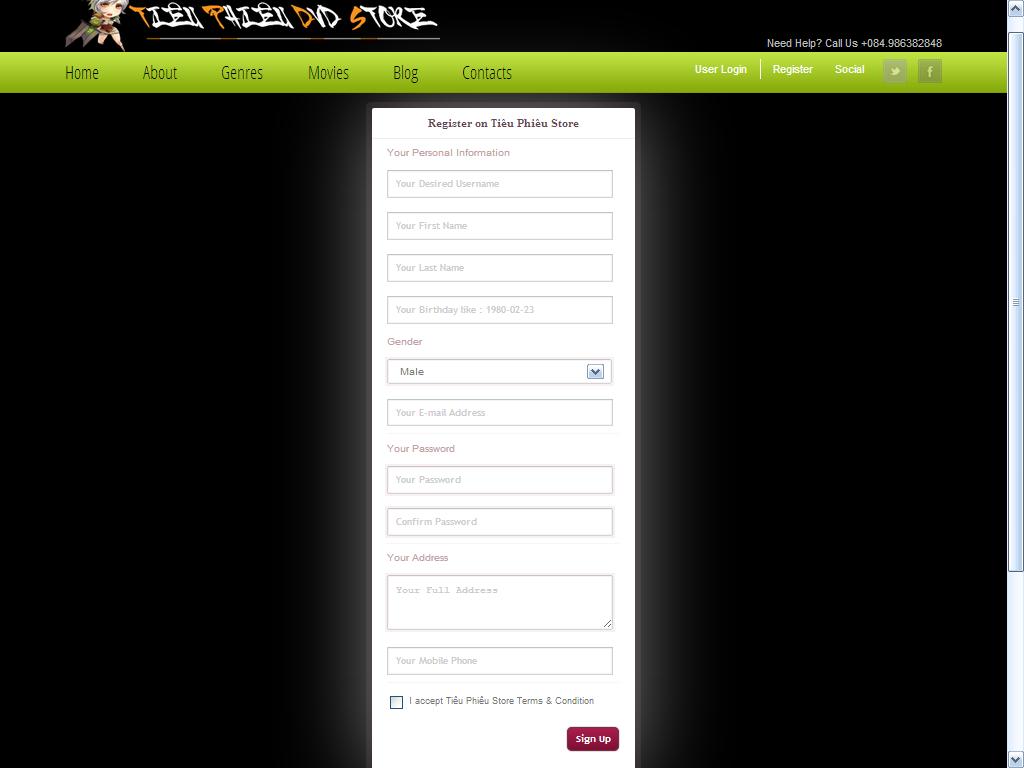 TIÊU PHIÊU DVD STORE
Need Help? Call Us +084.986382848
Home About Genres Movies Blog Contacts User Login Register Social
Register on Tiêu Phiêu Store
Your Personal Information
Your Desired Username
Your First Name
Your Last Name
Your Birthday like : 1980-02-23
Gender
Male
Your E-mail Address
Your Password
Your Password
Confirm Password
Your Address
Your Full Address
Your Mobile Phone
I accept Tiêu Phiêu Store Terms & Condition
Sign Up